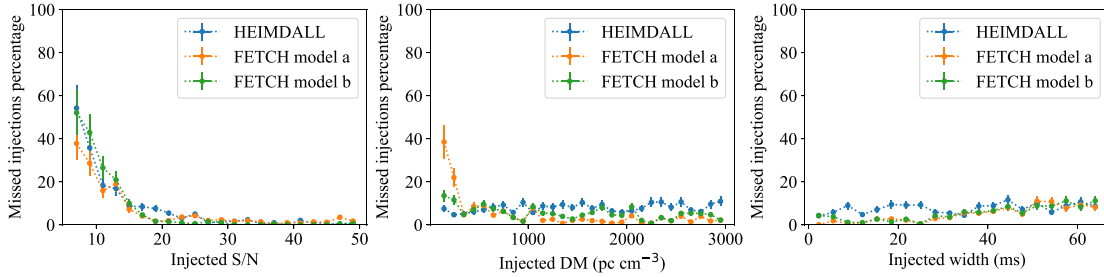 Missed injections percentage
100
80
60
40
20
0
HEIMDALL
FETCH model a
FETCH model b
10 20 30 40 50
Injected S/N
Missed injections percentage
100
80
60
40
20
0
HEIMDALL
FETCH model a
FETCH model b
1000 2000 3000
Injected DM (pc cm⁻³)
Missed injections percentage
100
80
60
40
20
0
HEIMDALL
FETCH model a
FETCH model b
0 20 40 60
Injected width (ms)